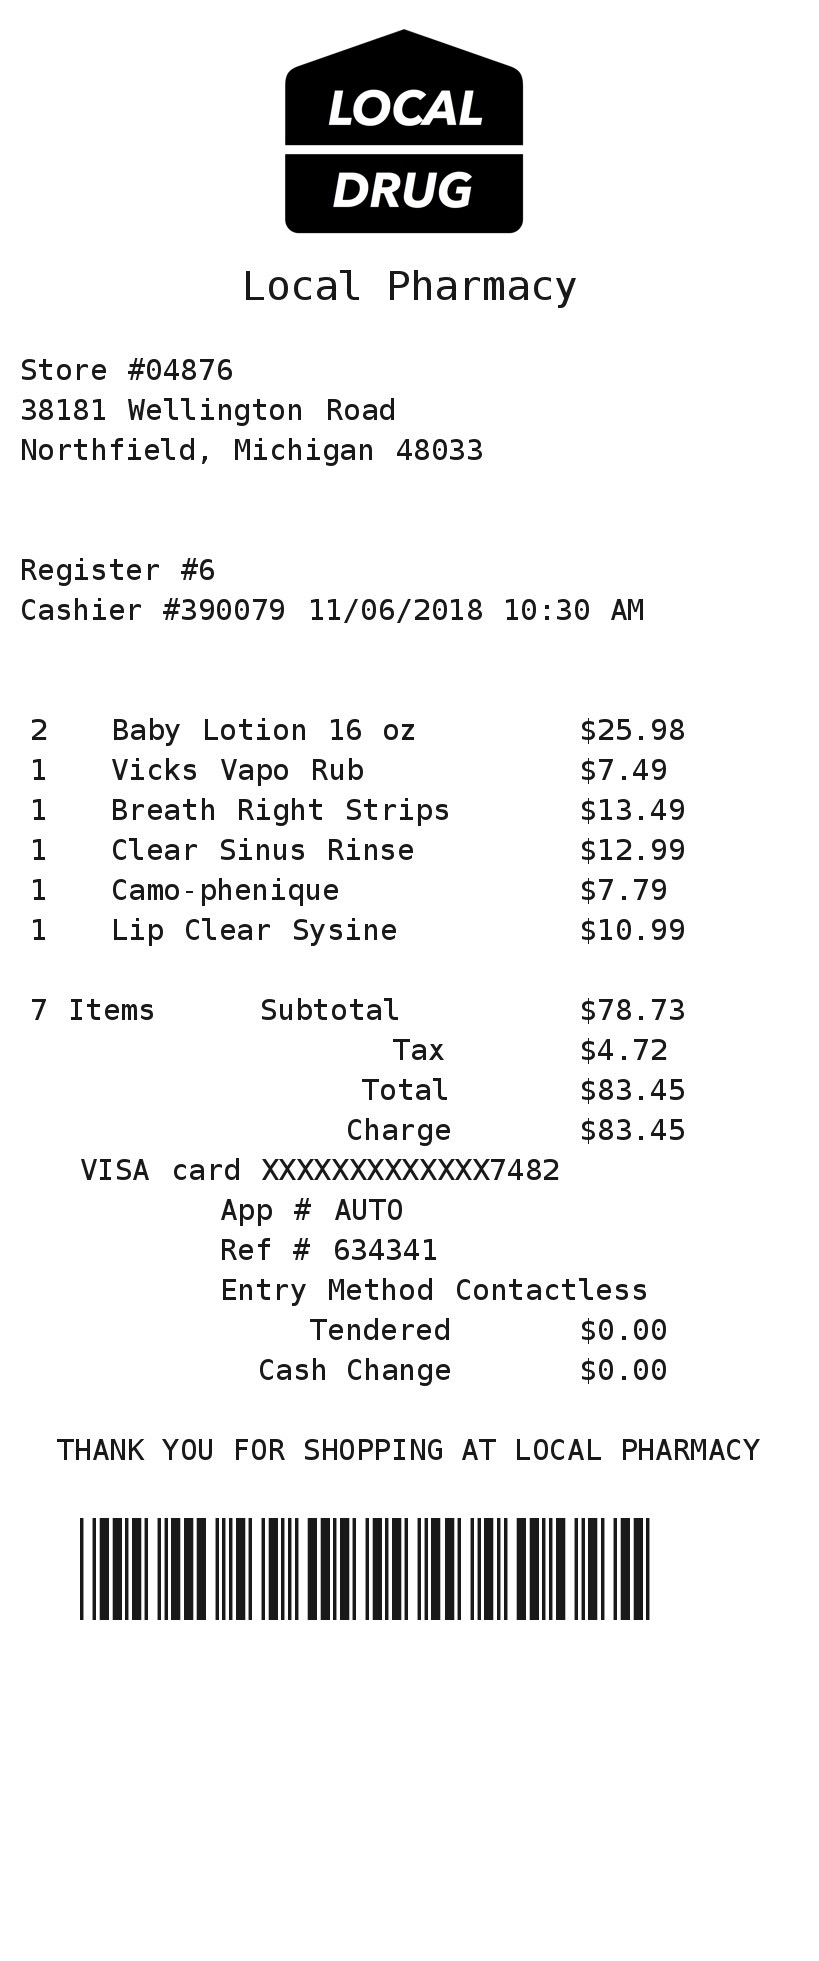 LOCAL
DRUG
Local Pharmacy
Store #04876
38181 Wellington Road
Northfield, Michigan 48033
Register #6
Cashier #390079 11/06/2018 10:30 AM
2 Baby Lotion 16 oz $25.98
1 Vicks Vapo Rub $7.49
1 Breath Right Strips $13.49
1 Clear Sinus Rinse $12.99
1 Camo-phenique $7.79
1 Lip Clear Sysine $10.99
7 Items Subtotal $78.73
Tax $4.72
Total $83.45
Charge $83.45
VISA card XXXXXXXXXXXXX7482
App # AUTO
Ref # 634341
Entry Method Contactless
Tendered $0.00
Cash Change $0.00
THANK YOU FOR SHOPPING AT LOCAL PHARMACY